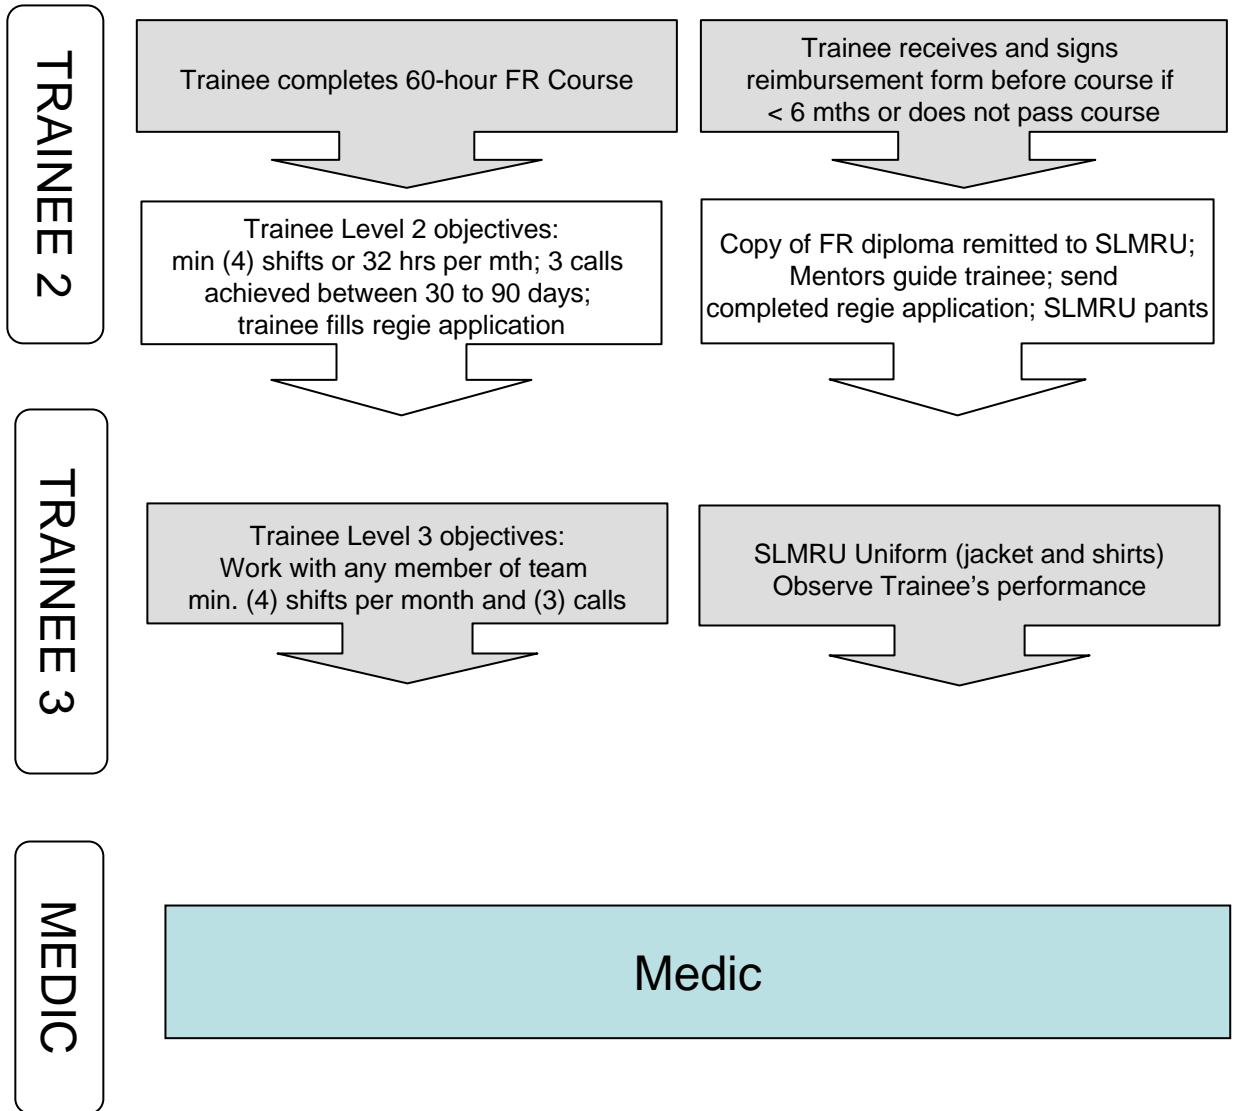 TRAINEE 2
Trainee completes 60-hour FR Course
Trainee receives and signs
reimbursement form before course if
< 6 mths or does not pass course
Trainee Level 2 objectives:
min (4) shifts or 32 hrs per mth; 3 calls
achieved between 30 to 90 days;
trainee fills regie application
Copy of FR diploma remitted to SLMRU;
Mentors guide trainee; send
completed regie application; SLMRU pants
TRAINEE 3
Trainee Level 3 objectives:
Work with any member of team
min. (4) shifts per month and (3) calls
SLMRU Uniform (jacket and shirts)
Observe Trainee's performance
MEDIC
Medic